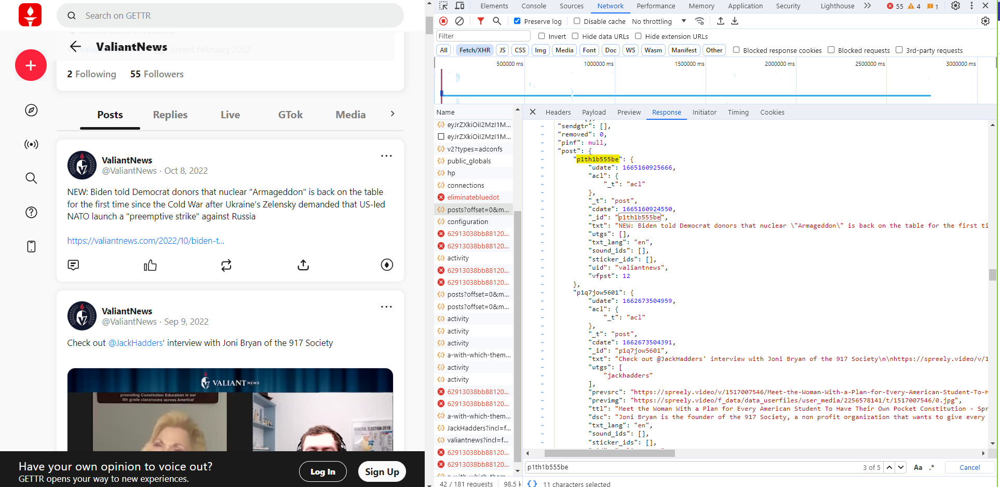 Search on GETTR
United States of America
ValiantNews
Joined February 2022
2 Following 55 Followers
Posts Replies Live GTok Media
ValiantNews
@ValiantNews · Oct 8, 2022
NEW: Biden told Democrat donors that nuclear "Armageddon" is back on the table
for the first time since the Cold War after Ukraine's Zelensky demanded that US-led
NATO launch a "preemptive strike" against Russia
https://valiantnews.com/2022/10/biden-t...
ValiantNews
@ValiantNews · Sep 9, 2022
Check out @JackHadders' interview with Joni Bryan of the 917 Society
VALIANT NEWS
promoting Constitution Education in our
8th grade classrooms across America!
GENERAL ELECTION 2019
Have your own opinion to voice out?
GETTR opens your way to new experiences.
Log In Sign Up
Elements Console Sources Network Performance Memory Application Security Lighthouse 55 4 1
Preserve log Disable cache No throttling
Filter Invert Hide data URLs Hide extension URLs
All Fetch/XHR JS CSS Img Media Font Doc WS Wasm Manifest Other Blocked response cookies Blocked requests 3rd-party requests
500000 ms 1000000 ms 1500000 ms 2000000 ms 2500000 ms 3000000 ms
Name
eyJrZXkiOiI2MzI1M...
eyJrZXkiOiI2MzI1M...
v2?types=adconfs
public_globals
hp
connections
eliminatebluedot
posts?offset=0&m...
configuration
62913038bb88120...
62913038bb88120...
activity
62913038bb88120...
62913038bb88120...
posts?offset=0&m...
posts?offset=0&m...
activity
activity
activity
a-with-which-them...
activity
activity
62913038bb88120...
62913038bb88120...
a-with-which-them...
JackHadders?incl=f...
valiantnews?incl=f...
62913038bb88120...
62913038bb88120...
a-with-which-them...
42 / 181 requests 98.5 k
Headers Payload Preview Response Initiator Timing Cookies
"sendgtr": [],
"removed": 0,
"pinf": null,
"post": {
"p1th1b555be": {
"udate": 1665160925666,
"acl": {
"_t": "acl"
},
"_t": "post",
"cdate": 1665160924550,
"_id": "p1th1b555be",
"txt": "NEW: Biden told Democrat donors that nuclear \"Armageddon\" is back on the table for the first ti
"utgs": [],
"txt_lang": "en",
"sound_ids": [],
"sticker_ids": [],
"uid": "valiantnews",
"vfpst": 12
},
"p1q7jow5601": {
"udate": 1662673504959,
"acl": {
"_t": "acl"
},
"_t": "post",
"cdate": 1662673504391,
"_id": "p1q7jow5601",
"txt": "Check out @JackHadders' interview with Joni Bryan of the 917 Society\n\nhttps://spreely.video/v/1
"utgs": [
"jackhadders"
],
"prevsrc": "https://spreely.video/v/1517007546/Meet-the-Woman-With-a-Plan-for-Every-American-Student-To-H
"previmg": "https://spreely.video/f_data/data_userfiles/user_media/2256578141/t/1517007546/0.jpg",
"ttl": "Meet the Woman With a Plan for Every American Student To Have Their Own Pocket Constitution - Spr
"dsc": "Joni Bryan is the founder of the 917 Society, a non profit organization that wants to give every
"txt_lang": "en",
"sound_ids": [],
"sticker_ids": [],
p1th1b555be 3 of 5 Aa .* Cancel
{ } 11 characters selected